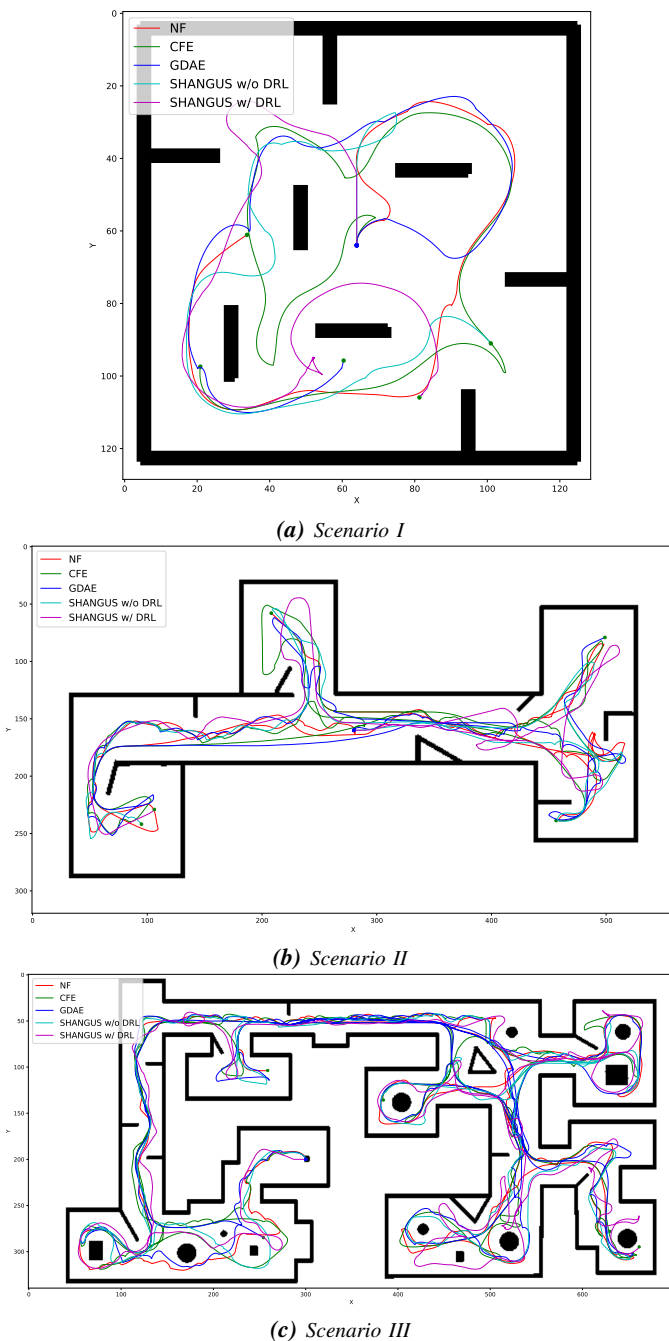 NF
CFE
GDAE
SHANGUS w/o DRL
SHANGUS w/ DRL
0
20
40
60
80
100
120
Y
0 20 40 60 80 100 120
X
(a) Scenario I
NF
CFE
GDAE
SHANGUS w/o DRL
SHANGUS w/ DRL
0
50
100
150
200
250
300
Y
0 100 200 300 400 500
X
(b) Scenario II
NF
CFE
GDAE
SHANGUS w/o DRL
SHANGUS w/ DRL
0
50
100
150
200
250
300
Y
0 100 200 300 400 500 600
X
(c) Scenario III